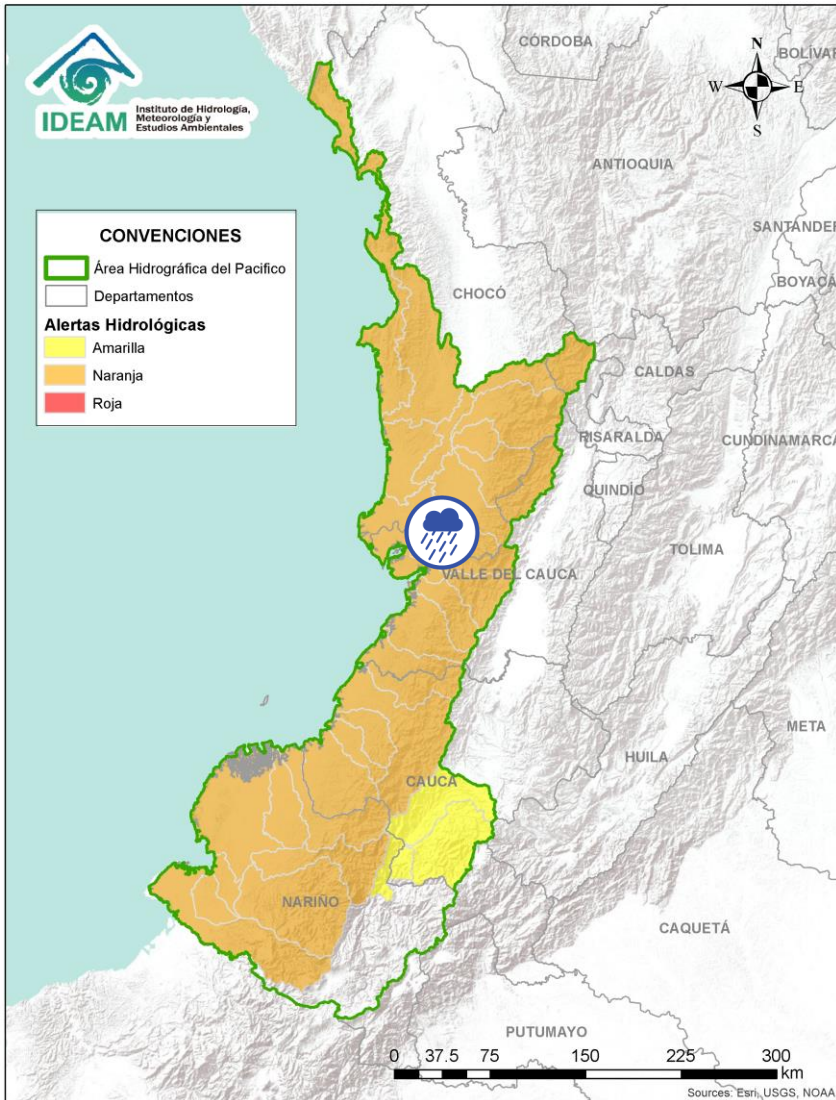 IDEAM
Instituto de Hidrología,
Meteorología y
Estudios Ambientales
CÓRDOBA
BOLÍVAR
N
W
E
S
ANTIOQUIA
SANTANDER
BOYACÁ
CHOCÓ
CONVENCIONES
Área Hidrográfica del Pacifico
Departamentos
Alertas Hidrológicas
Amarilla
Naranja
Roja
CALDAS
RISARALDA
CUNDINAMARCA
QUINDÍO
TOLIMA
VALLE DEL CAUCA
META
HUILA
CAUCA
NARIÑO
CAQUETÁ
PUTUMAYO
0 37.5 75 150 225 300
km
Sources: Esri, USGS, NOAA